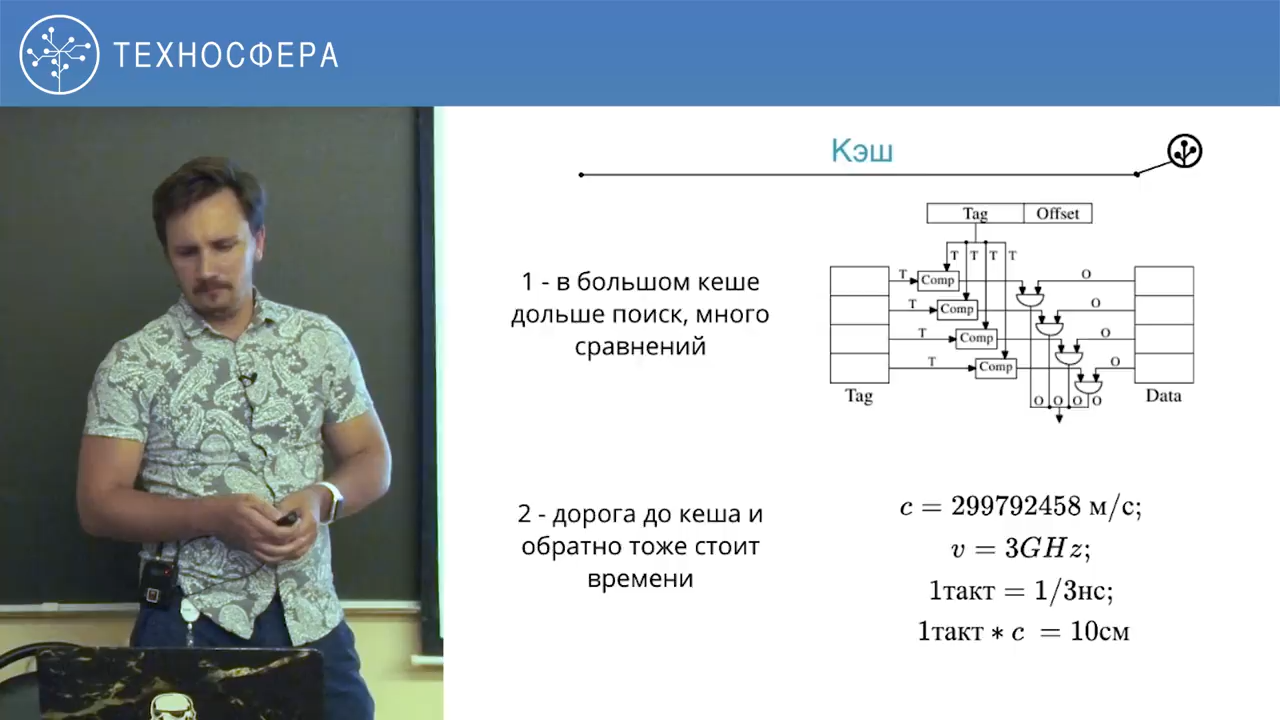 ТЕХНОСФЕРА
Кэш
Tag Offset
T T T T
1 - в большом кеше
дольше поиск, много
сравнений
T Comp O
T Comp O
T Comp O
T Comp O
O O O O
Tag Data
2 - дорога до кеша и
обратно тоже стоит
времени
c = 299792458 м/с;
v = 3GHz;
1такт = 1/3нс;
1такт * c = 10см